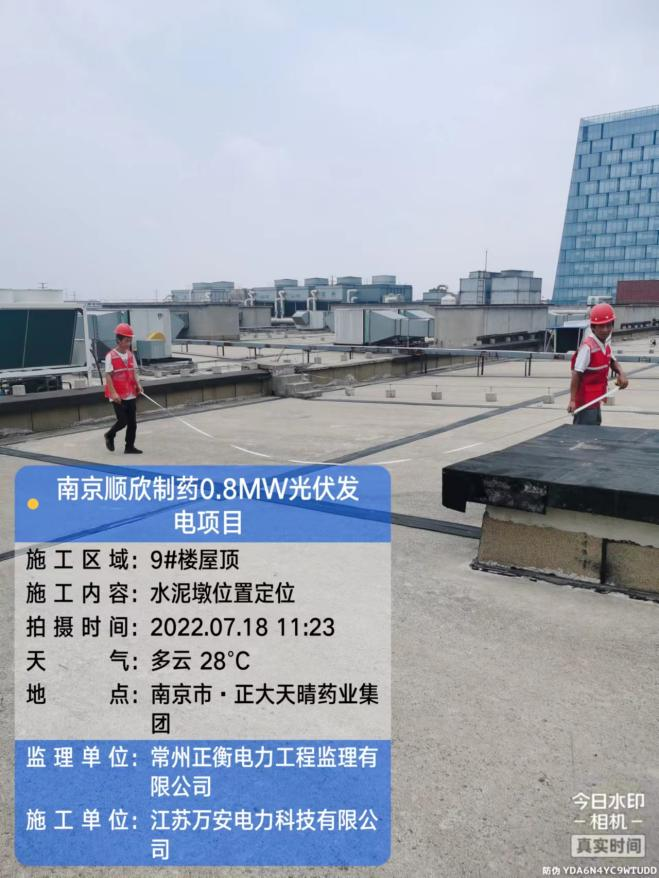 南京顺欣制药0.8MW光伏发
电项目
施工区域：9#楼屋顶
施工内容：水泥墩位置定位
拍摄时间：2022.07.18 11:23
天气：多云 28℃
地点：南京市·正大天晴药业集
团
监理单位：常州正衡电力工程监理有
限公司
施工单位：江苏万安电力科技有限公
司
今日水印
-相机-
真实时间
防伪 YDA6N4YC9WTUDD